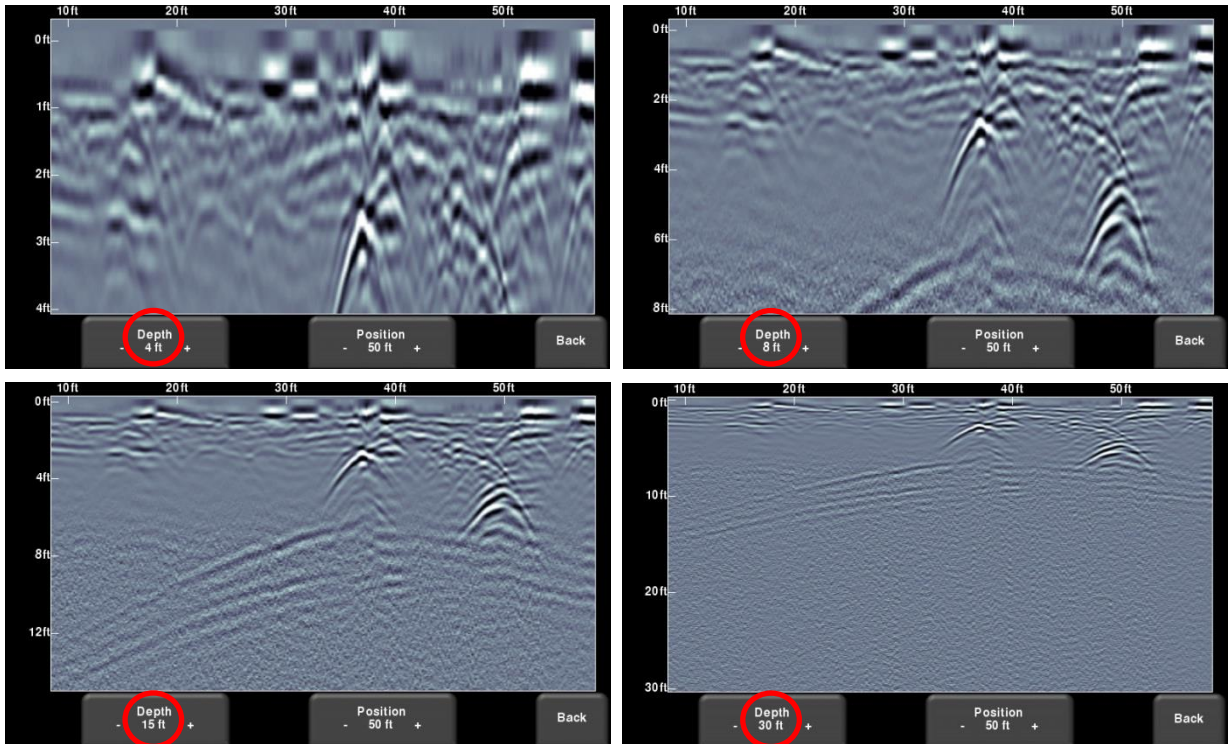 10ft 20ft 30ft 40ft 50ft
0ft
1ft
2ft
3ft
4ft
Depth
- 4 ft +
Position
- 50 ft +
Back
10ft 20ft 30ft 40ft 50ft
0ft
2ft
4ft
6ft
8ft
Depth
- 8 ft +
Position
- 50 ft +
Back
10ft 20ft 30ft 40ft 50ft
0ft
4ft
8ft
12ft
Depth
- 15 ft +
Position
- 50 ft +
Back
10ft 20ft 30ft 40ft 50ft
0ft
10ft
20ft
30ft
Depth
- 30 ft +
Position
- 50 ft +
Back